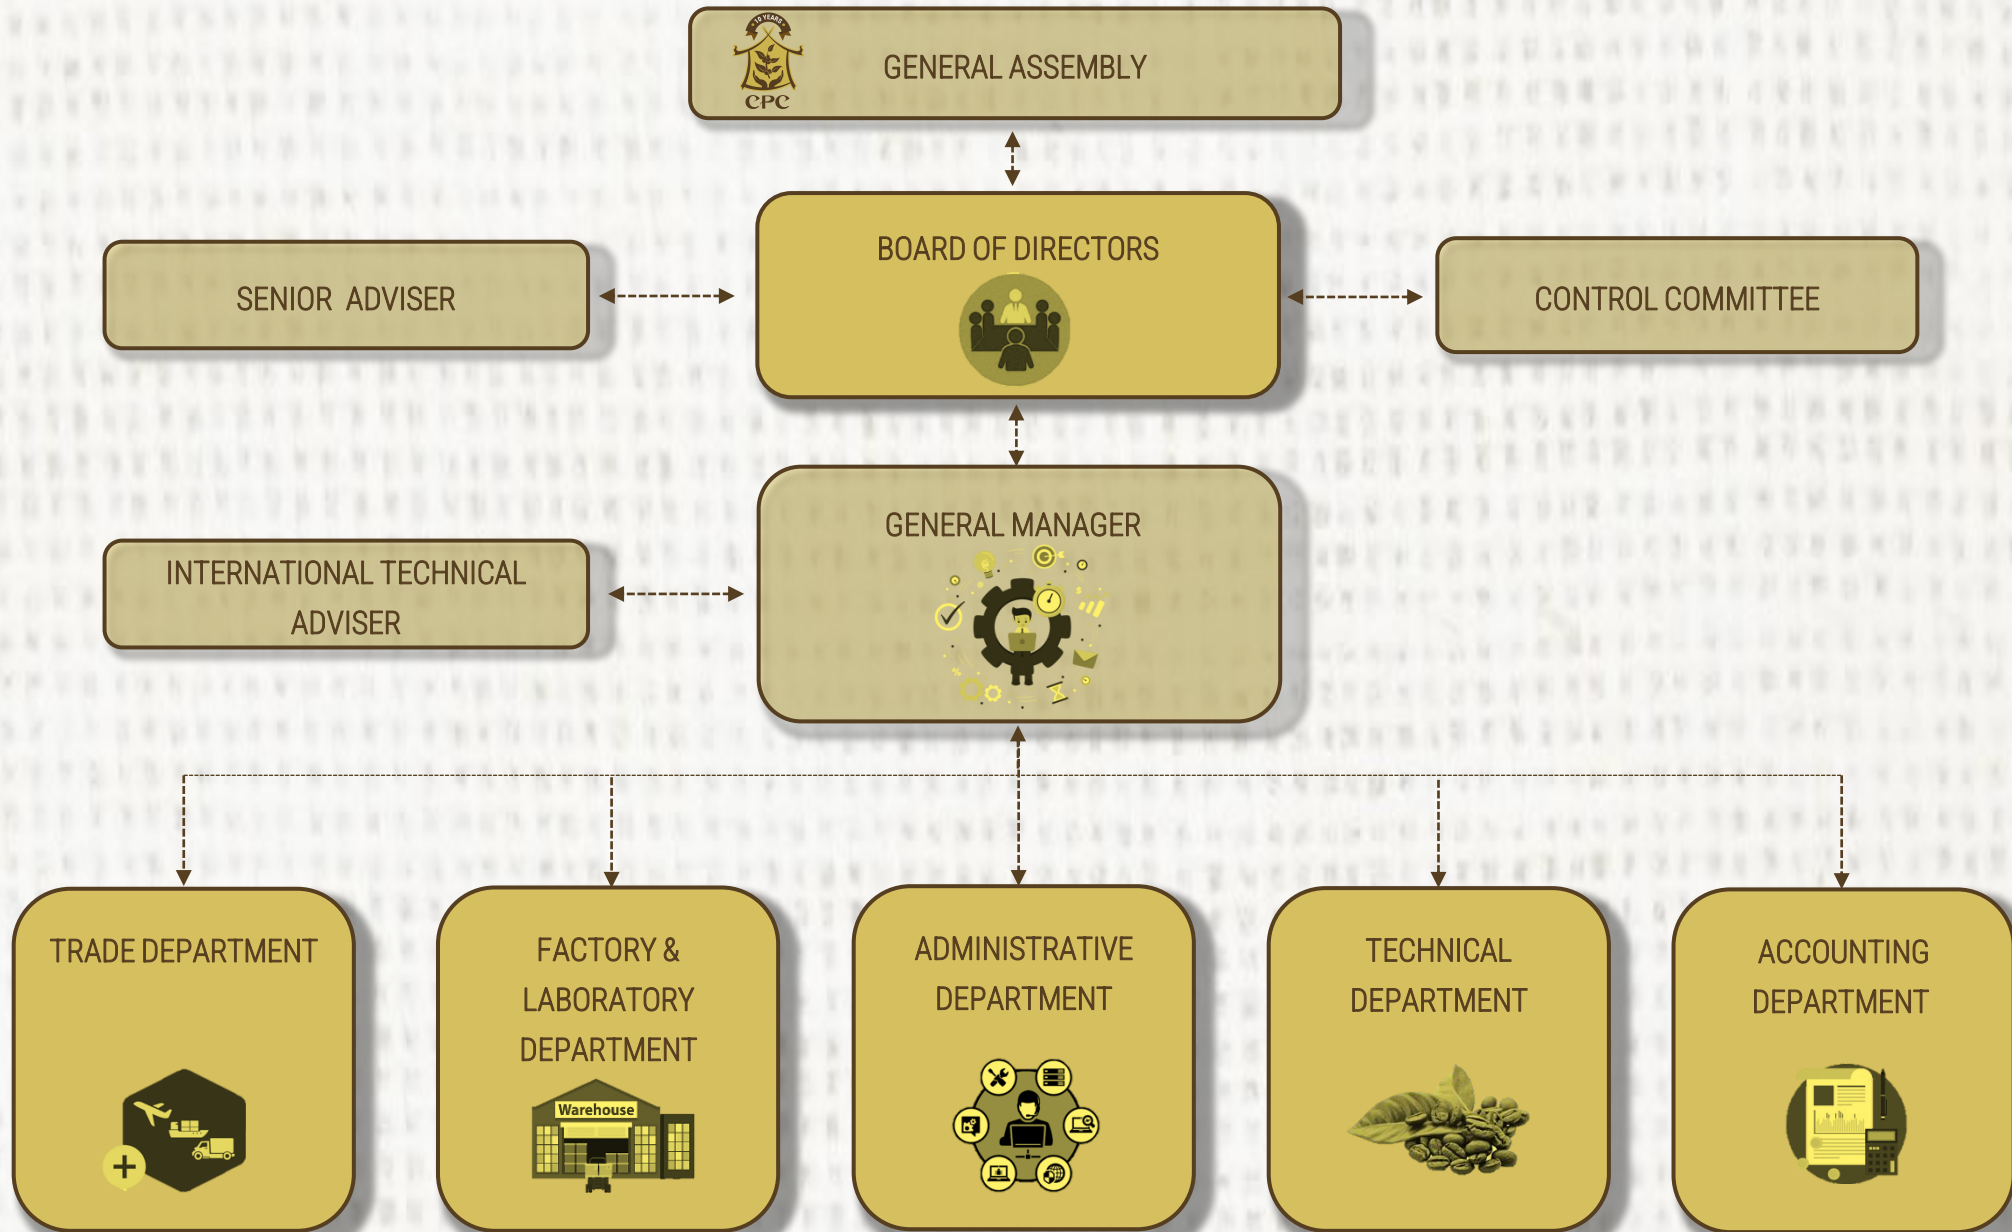 10 YEARS
CPC
GENERAL ASSEMBLY
BOARD OF DIRECTORS
SENIOR ADVISER
CONTROL COMMITTEE
GENERAL MANAGER
INTERNATIONAL TECHNICAL
ADVISER
TRADE DEPARTMENT
FACTORY &
LABORATORY
DEPARTMENT
Warehouse
ADMINISTRATIVE
DEPARTMENT
TECHNICAL
DEPARTMENT
ACCOUNTING
DEPARTMENT